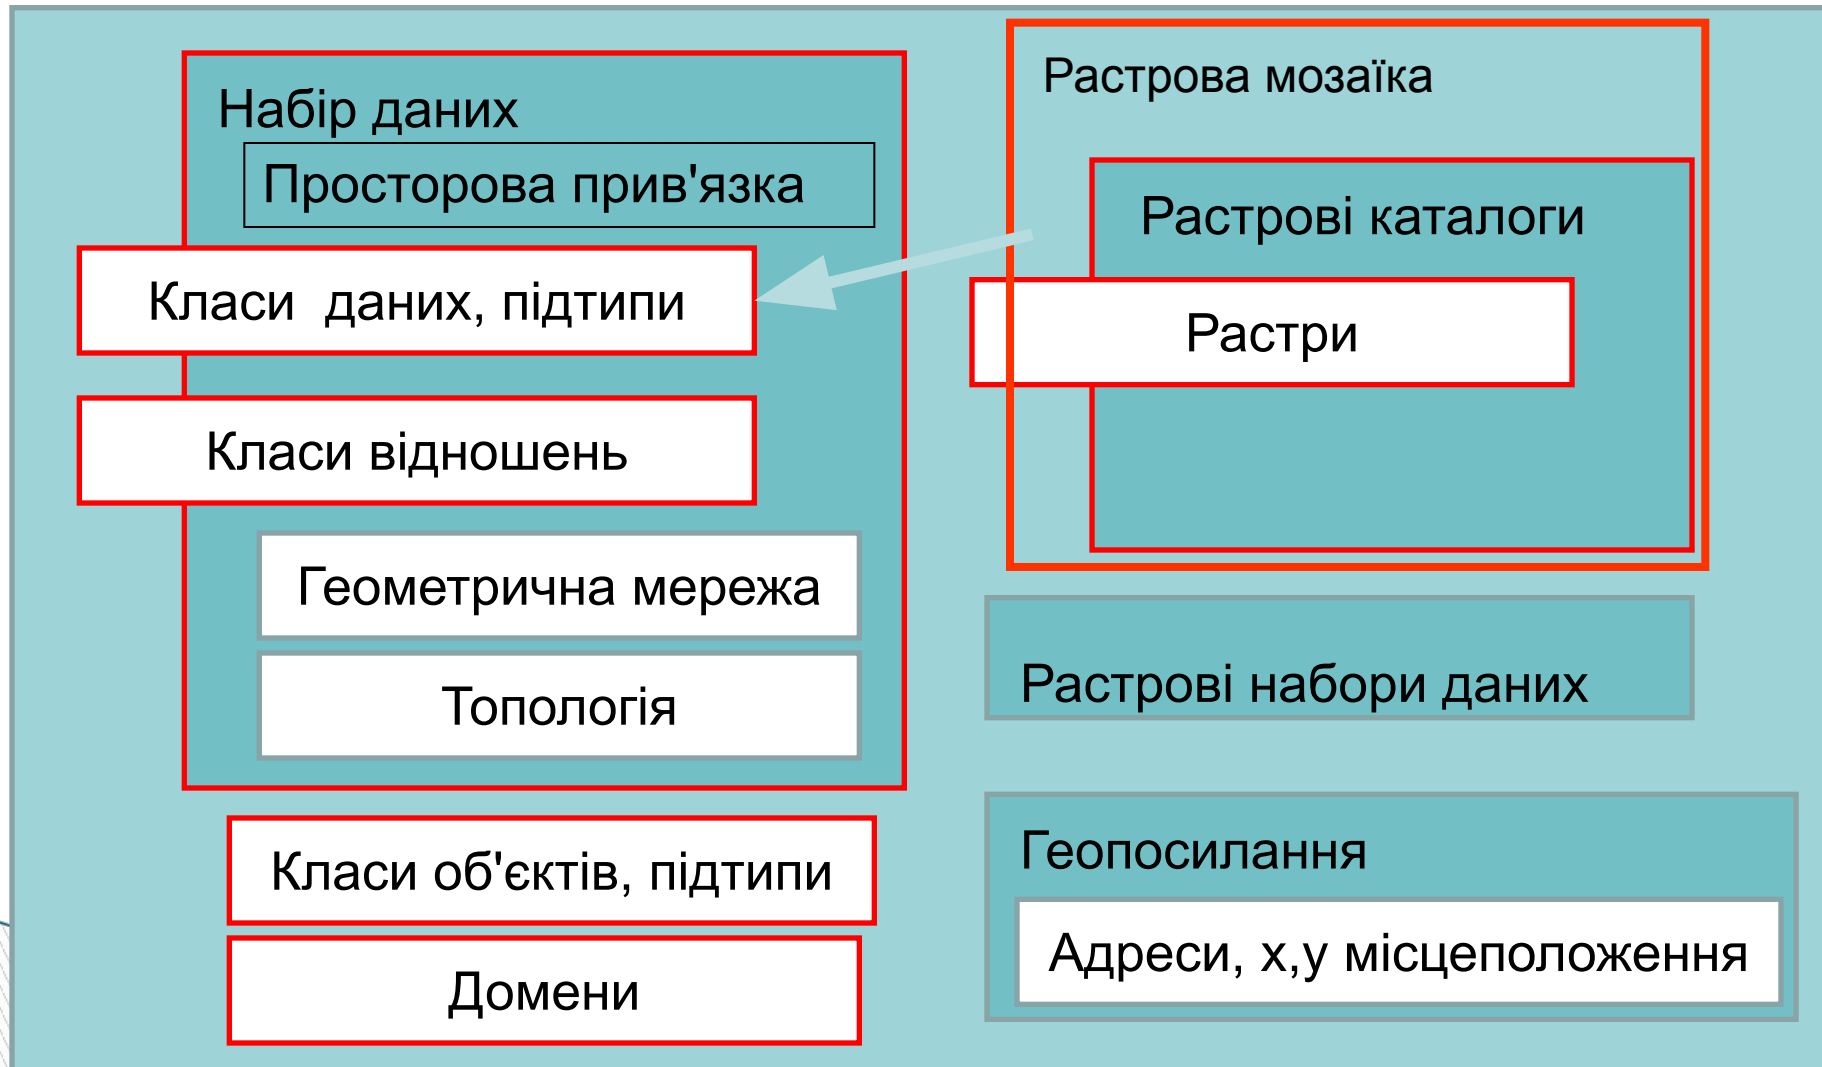 Набір даних
Просторова прив'язка
Класи  даних, підтипи
Класи відношень
Геометрична мережа
Топологія
Класи об'єктів, підтипи
Домени
Растрова мозаїка
Растрові каталоги
Растри
Растрові набори даних
Геопосилання
Адреси, x,y місцеположення